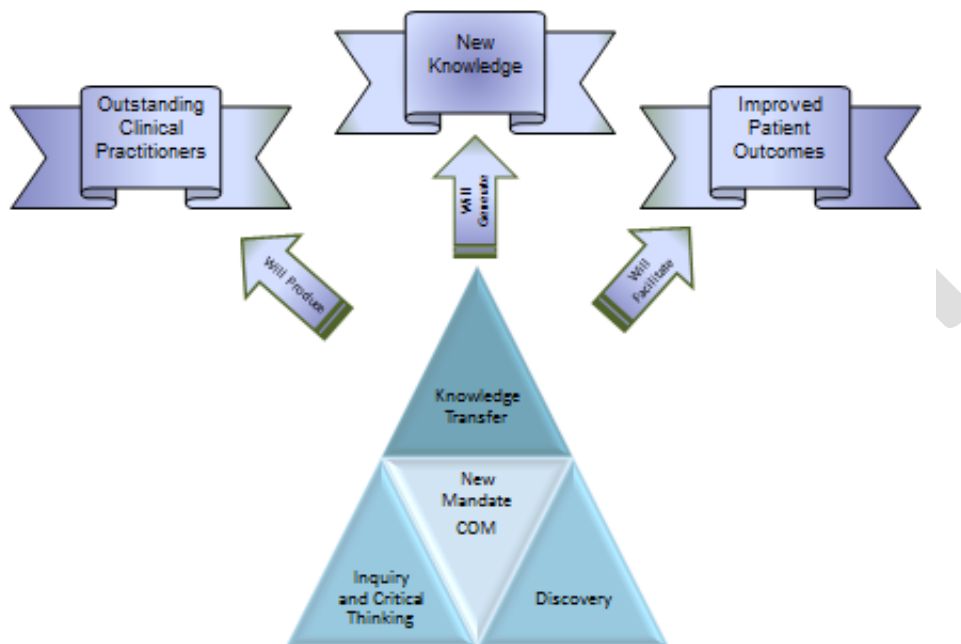 New
Knowledge
Outstanding
Clinical
Practitioners
Improved
Patient
Outcomes
Will Produce
Will
Generate
Will
Facilitate
Knowledge
Transfer
New
Mandate
COM
Inquiry
and Critical
Thinking
Discovery